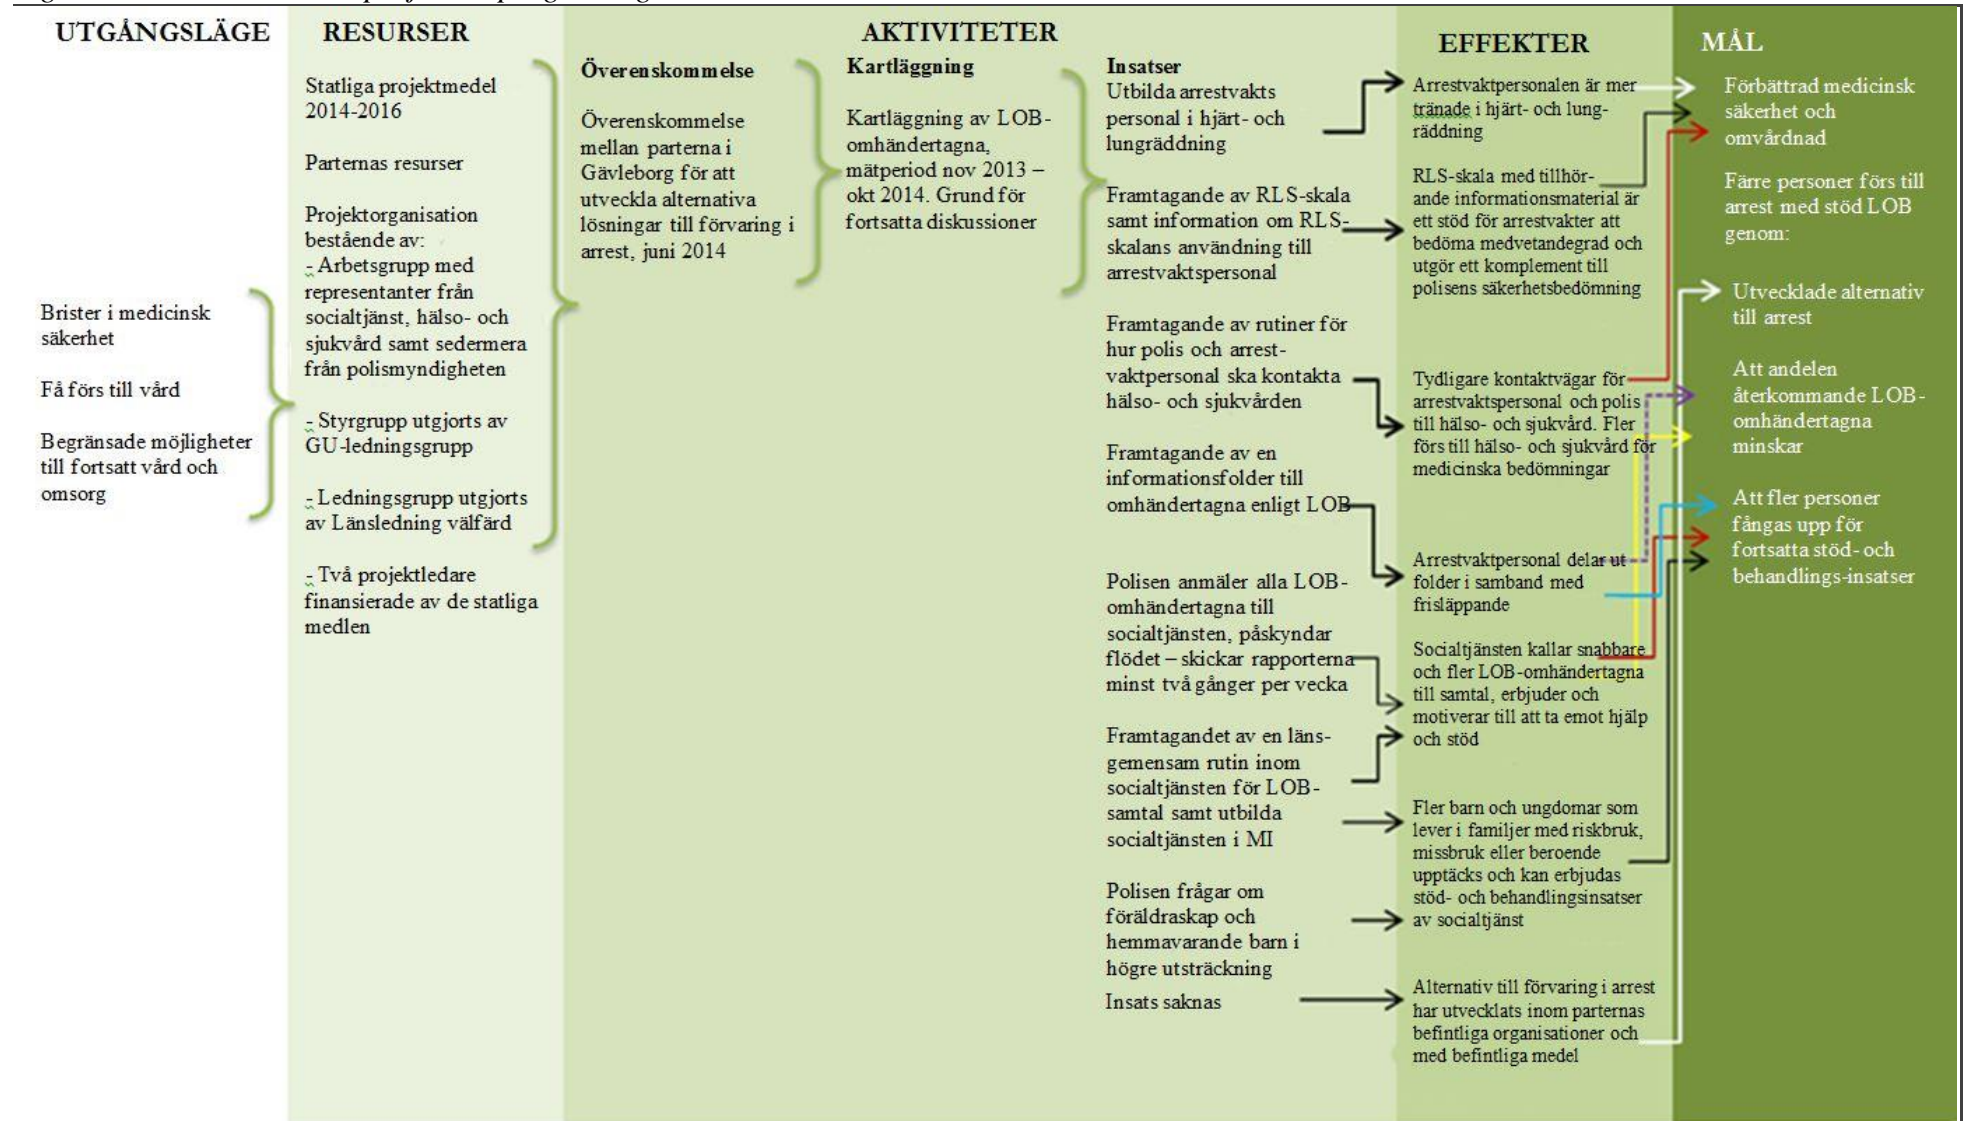 UTGÅNGSLÄGE
Brister i medicinsk
säkerhet
Få förs till vård
Begränsade möjligheter
till fortsatt vård och
omsorg
RESURSER
Statliga projektmedel
2014-2016
Parternas resurser
Projektorganisation
bestående av:
- Arbetsgrupp med
representanter från
socialtjänst, hälso- och
sjukvård samt sedermera
från polismyndigheten
- Styrgrupp utgjorts av
GU-ledningsgrupp
- Ledningsgrupp utgjorts
av Länsledning välfärd
- Två projektledare
finansierade av de statliga
medlen
AKTIVITETER
Överenskommelse
Överenskommelse
mellan parterna i
Gävleborg för att
utveckla alternativa
lösningar till förvaring i
arrest, juni 2014
Kartläggning
Kartläggning av LOB-
omhändertagna,
mätperiod nov 2013 –
okt 2014. Grund för
fortsatta diskussioner
Insatser
Utbilda arrestvakts
personal i hjärt- och
lungräddning
Framtagande av RLS-skala
samt information om RLS-
skalans användning till
arrestvaktspersonal
Framtagande av rutiner för
hur polis och arrest-
vaktpersonal ska kontakta
hälso- och sjukvården
Framtagande av en
informationsfolder till
omhändertagna enligt LOB
Polisen anmäler alla LOB-
omhändertagna till
socialtjänsten, påskyndar
flödet – skickar rapporterna
minst två gånger per vecka
Framtagandet av en läns-
gemensam rutin inom
socialtjänsten för LOB-
samtal samt utbilda
socialtjänsten i MI
Polisen frågar om
föräldraskap och
hemmavarande barn i
högre utsträckning
Insats saknas
EFFEKTER
Arrestvaktpersonalen är mer
tränade i hjärt- och lung-
räddning
RLS-skala med tillhör-
ande informationsmaterial är
ett stöd för arrestvakter att
bedöma medvetandegrad och
utgör ett komplement till
polisens säkerhetsbedömning
Tydligare kontaktvägar för
arrestvaktspersonal och polis
till hälso- och sjukvård. Fler
förs till hälso- och sjukvård för
medicinska bedömningar
Arrestvaktpersonal delar ut
folder i samband med
frisläppande
Socialtjänsten kallar snabbare
och fler LOB-omhändertagna
till samtal, erbjuder och
motiverar till att ta emot hjälp
och stöd
Fler barn och ungdomar som
lever i familjer med riskbruk,
missbruk eller beroende
upptäcks och kan erbjudas
stöd- och behandlingsinsatser
av socialtjänst
Alternativ till förvaring i arrest
har utvecklats inom parternas
befintliga organisationer och
med befintliga medel
MÅL
Förbättrad medicinsk
säkerhet och
omvårdnad
Färre personer förs till
arrest med stöd LOB
genom:
Utvecklade alternativ
till arrest
Att andelen
återkommande LOB-
omhändertagna
minskar
Att fler personer
fångas upp för
fortsatta stöd- och
behandlings-insatser